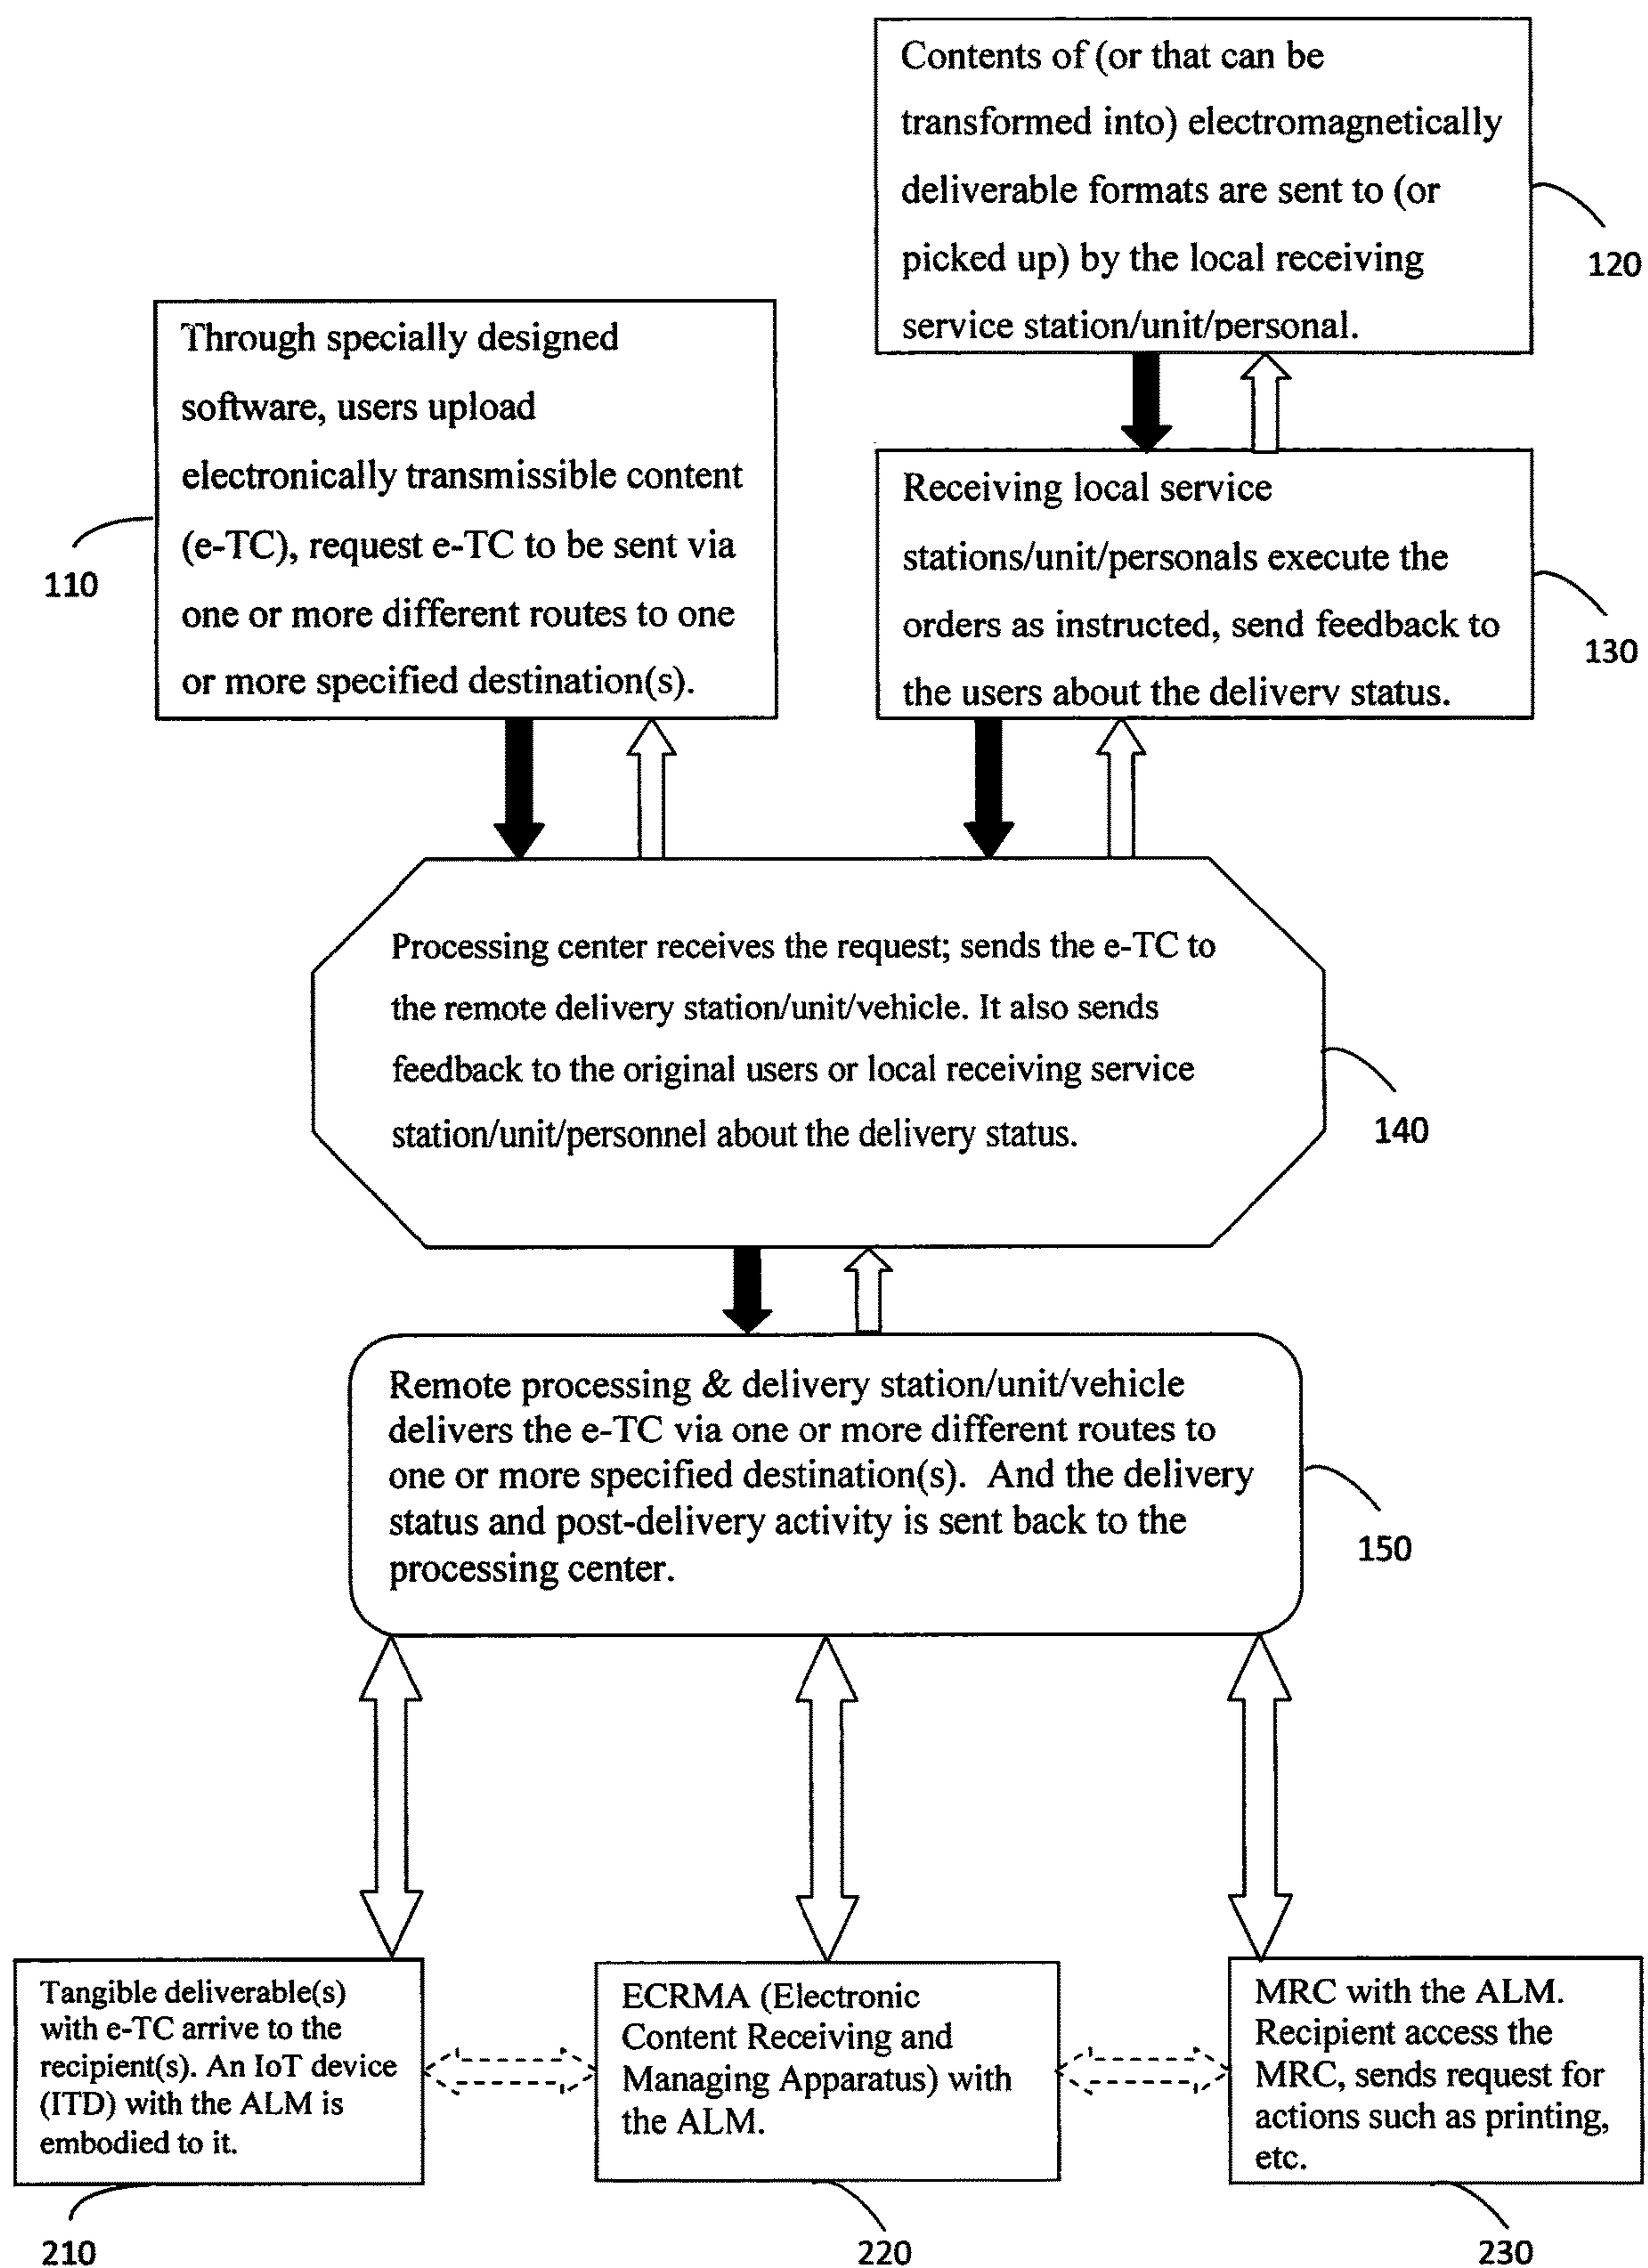 Contents of (or that can be
transformed into) electromagnetically
deliverable formats are sent to (or
picked up) by the local receiving
service station/unit/personal.
120
Through specially designed
software, users upload
electronically transmissible content
(e-TC), request e-TC to be sent via
one or more different routes to one
or more specified destination(s).
110
Receiving local service
stations/unit/personals execute the
orders as instructed, send feedback to
the users about the delivery status.
130
Processing center receives the request; sends the e-TC to
the remote delivery station/unit/vehicle. It also sends
feedback to the original users or local receiving service
station/unit/personnel about the delivery status.
140
Remote processing & delivery station/unit/vehicle
delivers the e-TC via one or more different routes to
one or more specified destination(s). And the delivery
status and post-delivery activity is sent back to the
processing center.
150
Tangible deliverable(s)
with e-TC arrive to the
recipient(s). An IoT device
(ITD) with the ALM is
embodied to it.
210
ECRMA (Electronic
Content Receiving and
Managing Apparatus) with
the ALM.
220
MRC with the ALM.
Recipient access the
MRC, sends request for
actions such as printing,
etc.
230